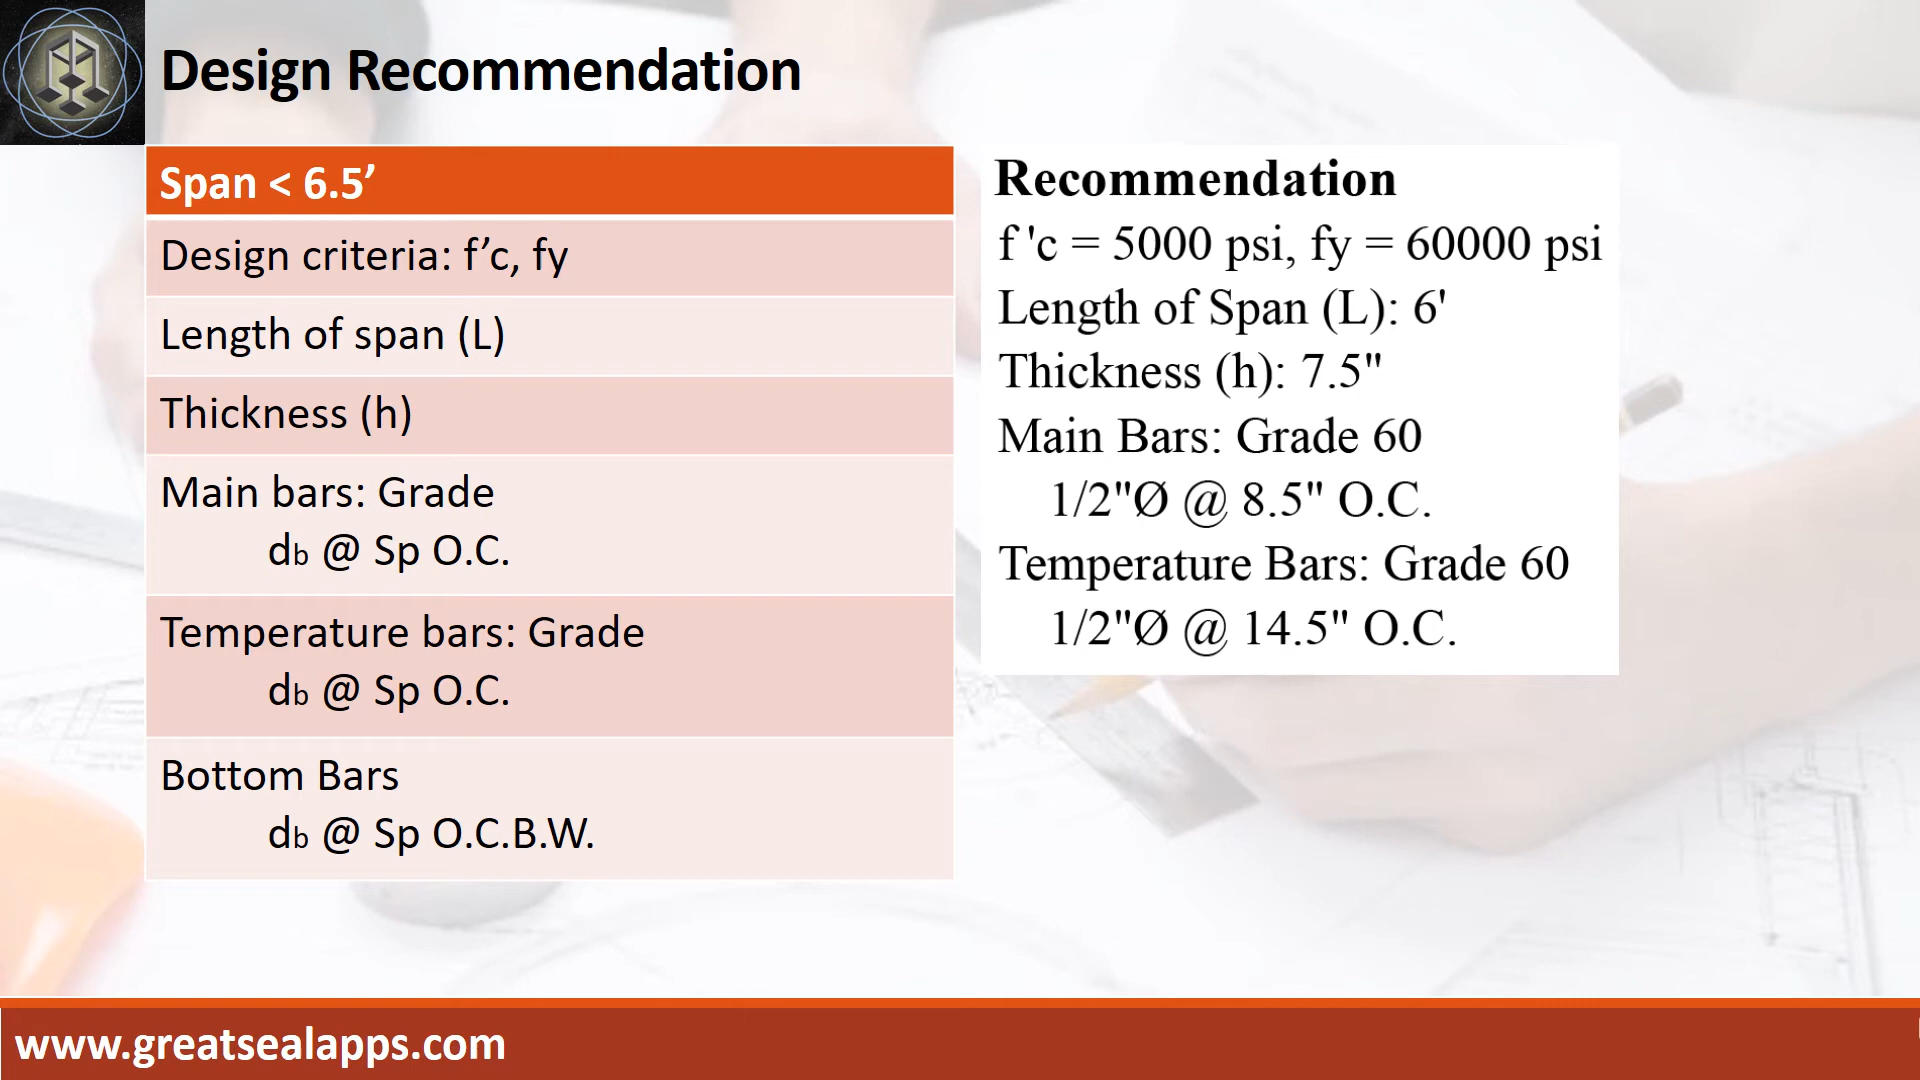 Design Recommendation
Span < 6.5’
Design criteria: f’c, fy
Length of span (L)
Thickness (h)
Main bars: Grade
db @ Sp O.C.
Temperature bars: Grade
db @ Sp O.C.
Bottom Bars
db @ Sp O.C.B.W.
Recommendation
f 'c = 5000 psi, fy = 60000 psi
Length of Span (L): 6'
Thickness (h): 7.5"
Main Bars: Grade 60
1/2"Ø @ 8.5" O.C.
Temperature Bars: Grade 60
1/2"Ø @ 14.5" O.C.
www.greatsealapps.com